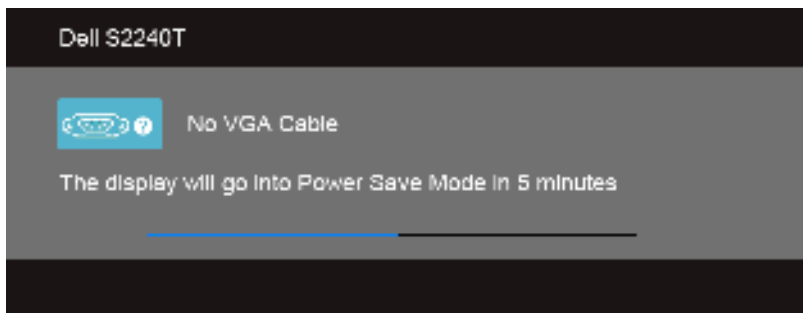 Dell S2240T
No VGA Cable
The display will go into Power Save Mode in 5 minutes